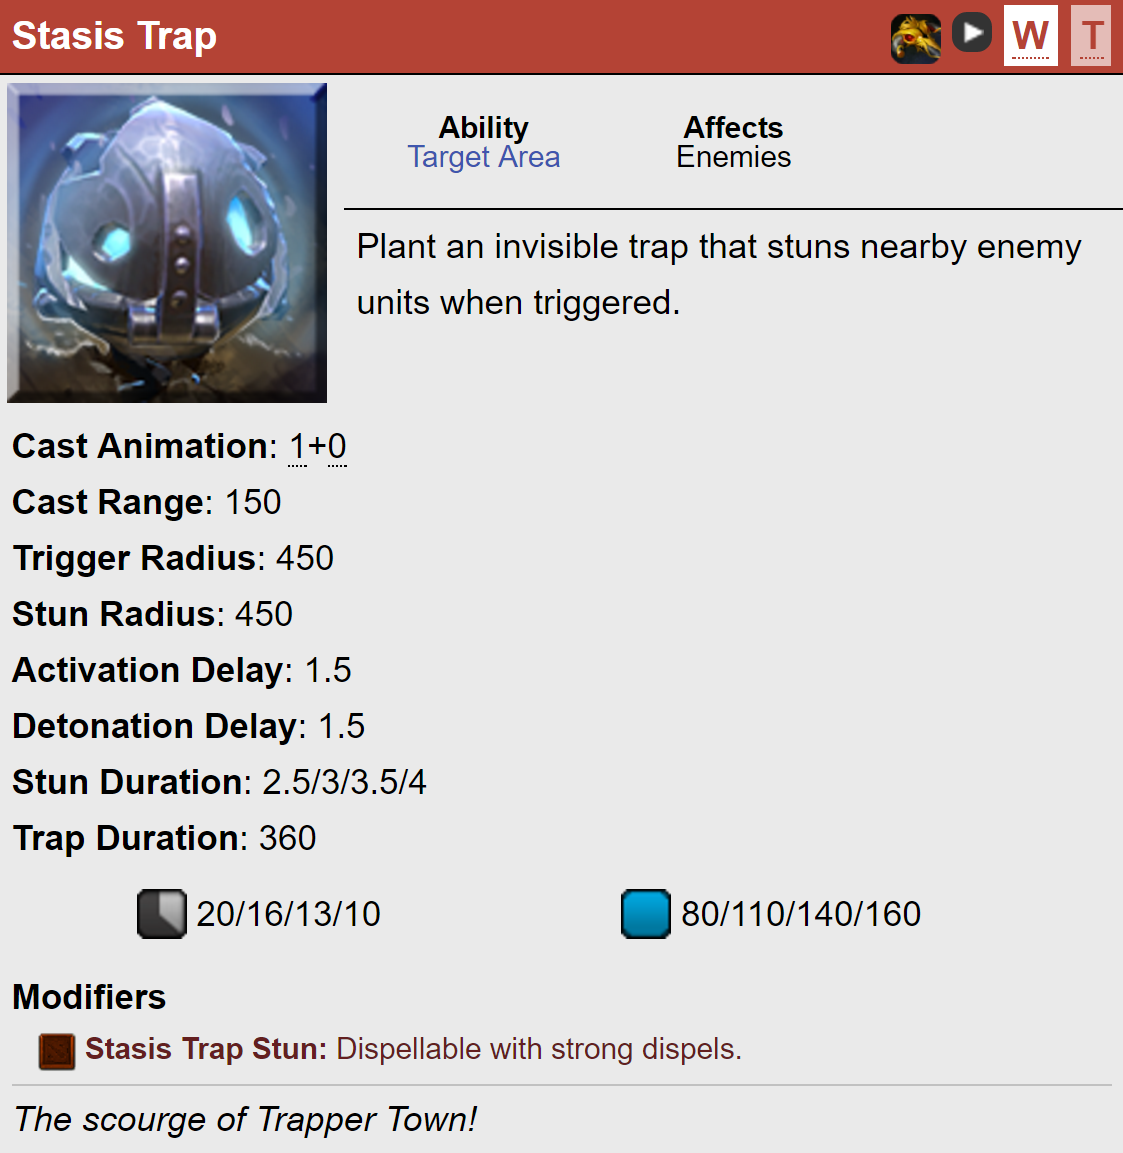 Stasis Trap
W T
Ability
Target Area
Affects
Enemies
Plant an invisible trap that stuns nearby enemy
units when triggered.
Cast Animation: 1+0
Cast Range: 150
Trigger Radius: 450
Stun Radius: 450
Activation Delay: 1.5
Detonation Delay: 1.5
Stun Duration: 2.5/3/3.5/4
Trap Duration: 360
20/16/13/10
80/110/140/160
Modifiers
Stasis Trap Stun: Dispellable with strong dispels.
The scourge of Trapper Town!